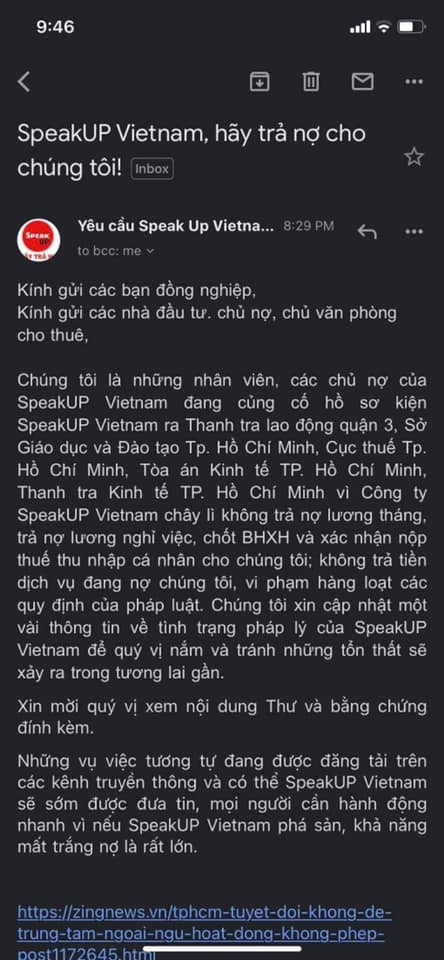 9:46
SpeakUP Vietnam, hãy trả nợ cho
chúng tôi! Inbox
SPEAK
UP
Yêu cầu Speak Up Vietna... 8:29 PM
to bcc: me
Kính gửi các bạn đồng nghiệp,
Kính gửi các nhà đầu tư. chủ nợ, chủ văn phòng
cho thuê,
Chúng tôi là những nhân viên, các chủ nợ của
SpeakUP Vietnam đang củng cố hồ sơ kiện
SpeakUP Vietnam ra Thanh tra lao động quận 3, Sở
Giáo dục và Đào tạo Tp. Hồ Chí Minh, Cục thuế Tp.
Hồ Chí Minh, Tòa án Kinh tế TP. Hồ Chí Minh,
Thanh tra Kinh tế TP. Hồ Chí Minh vì Công ty
SpeakUP Vietnam chây lì không trả nợ lương tháng,
trả nợ lương nghỉ việc, chốt BHXH và xác nhận nộp
thuế thu nhập cá nhân cho chúng tôi; không trả tiền
dịch vụ đang nợ chúng tôi, vi phạm hàng loạt các
quy định của pháp luật. Chúng tôi xin cập nhật một
vài thông tin về tình trạng pháp lý của SpeakUP
Vietnam để quý vị nắm và tránh những tổn thất sẽ
xảy ra trong tương lai gần.
Xin mời quý vị xem nội dung Thư và bằng chứng
đính kèm.
Những vụ việc tương tự đang được đăng tải trên
các kênh truyền thông và có thể SpeakUP Vietnam
sẽ sớm được đưa tin, mọi người cần hành động
nhanh vì nếu SpeakUP Vietnam phá sản, khả năng
mất trắng nợ là rất lớn.
https://zingnews.vn/tphcm-tuyet-doi-khong-de-
trung-tam-ngoai-ngu-hoat-dong-khong-phep-
post1172645.html